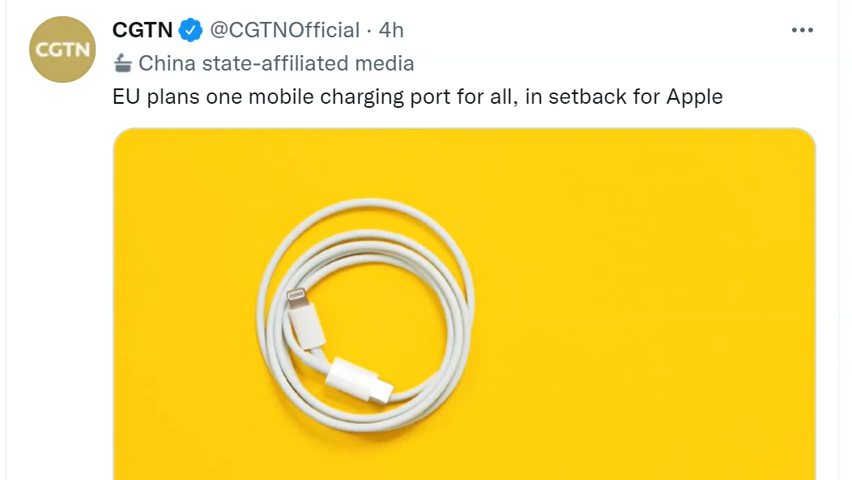 CGTN
CGTN @CGTNOfficial · 4h
China state-affiliated media
EU plans one mobile charging port for all, in setback for Apple